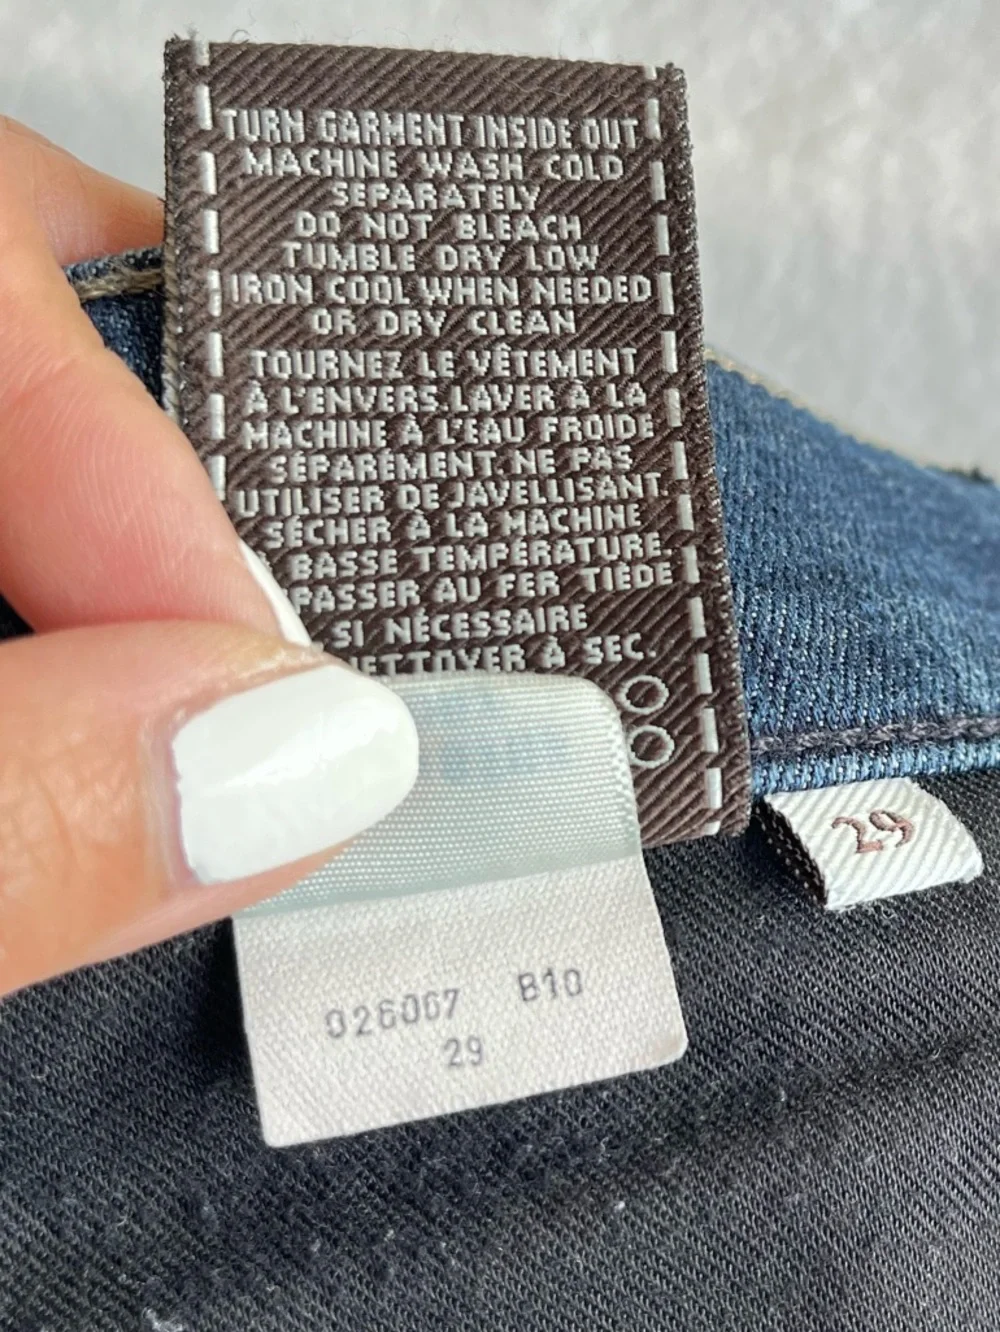 TURN GARMENT INSIDE OUT
MACHINE WASH COLD
SEPARATELY
DO NOT BLEACH
TUMBLE DRY LOW
IRON COOL WHEN NEEDED
OR DRY CLEAN
TOURNEZ LE VÊTEMENT
À L'ENVERS.LAVER À LA
MACHINE À L'EAU FROIDE
SÉPARÉMENT. NE PAS
UTILISER DE JAVELLISANT.
SÉCHER À LA MACHINE
BASSE TEMPÉRATURE.
PASSER AU FER TIÈDE
SI NÉCESSAIRE
NETTOYER À SEC.
29
026067 B10
29